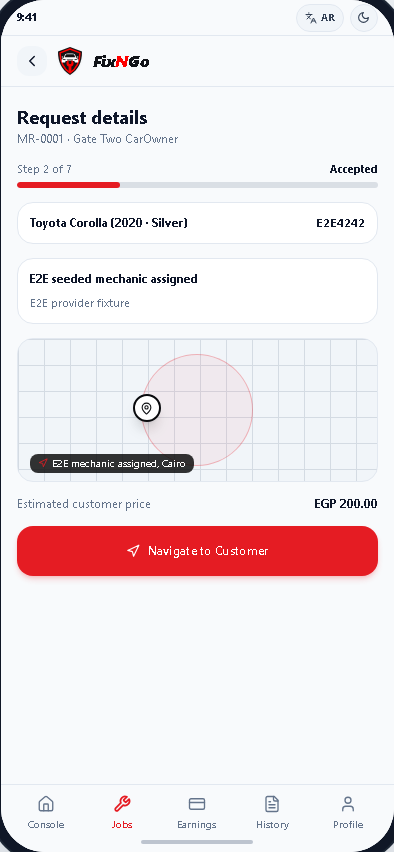 9:41
AR
FixNGo
Request details
MR-0001 · Gate Two CarOwner
Step 2 of 7
Accepted
Toyota Corolla (2020 · Silver)
E2E4242
E2E seeded mechanic assigned
E2E provider fixture
E2E mechanic assigned, Cairo
Estimated customer price
EGP 200.00
Navigate to Customer
Console
Jobs
Earnings
History
Profile